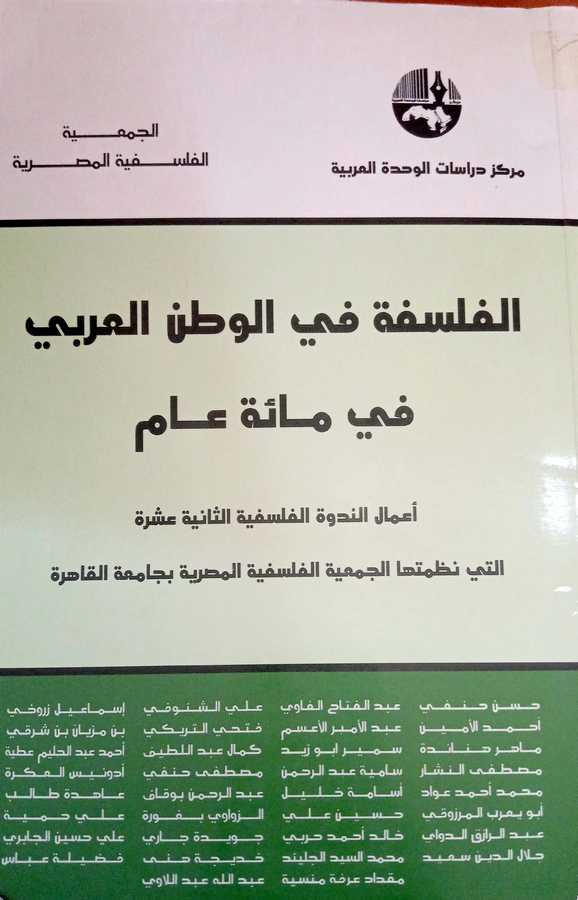 مركز دراسات الوحدة العربية
الجمعية
الفلسفية المصرية
الفلسفة في الوطن العربي
في مائة عام
أعمال الندوة الفلسفية الثانية عشرة
التي نظمتها الجمعية الفلسفية المصرية بجامعة القاهرة
حسن حنفي عبد الفتاح الفاوي علي الشنوفي إسماعيل زروخي
أحمد الأمين عبد الأمير الأعسم فتحي التريكي بن مزيان بن شرقي
ماهر حناندة سمير ابو زيد كمال عبد اللطيف أحمد عبد الحليم عطية
مصطفى النشار سامية عبد الرحمن مصطفى حنفي أدونيس العكرة
محمد أحمد عواد أسامة خليل عبد الرحمن بوقاف عاهدة طالب
أبو يعرب المرزوقي حسين علي الزواوي بغورة علي حمية
عبد الرازق الدواي خالد أحمد حربي جويدة جاري علي حسين الجابري
جلال الدين سعيد محمد السيد الجليند خديجة حنى فضيلة عباس
مقداد عرفة منسية عبد الله عبد اللاوي